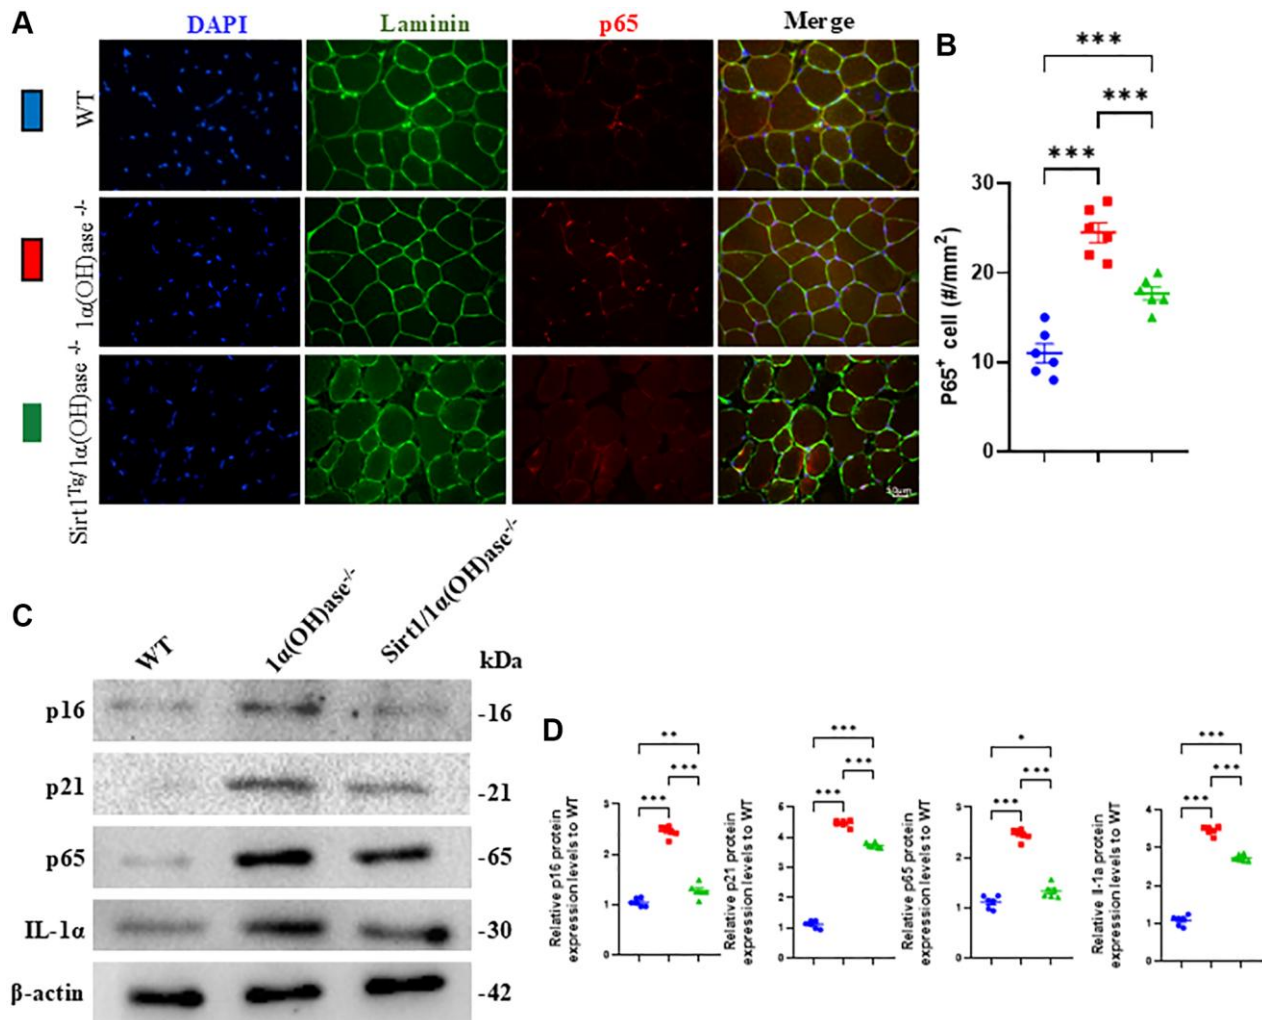 A
DAPI
Laminin
p65
Merge
WT
1α(OH)ase -/-
Sirt1Tg/1α(OH)ase -/-
50μm
B
***
***
***
P65+ cell (#/mm2)
30
20
10
0
C
WT
1α(OH)ase-/-
Sirt1/1α(OH)ase-/-
kDa
p16
-16
p21
-21
p65
-65
IL-1α
-30
β-actin
-42
D
**
***
***
Relative p16 protein
expression levels to WT
3
2
1
0
***
***
***
Relative p21 protein
expression levels to WT
6
4
2
0
*
***
***
Relative p65 protein
expression levels to WT
3
2
1
0
***
***
***
Relative Il-1a protein
expression levels to WT
4
3
2
1
0